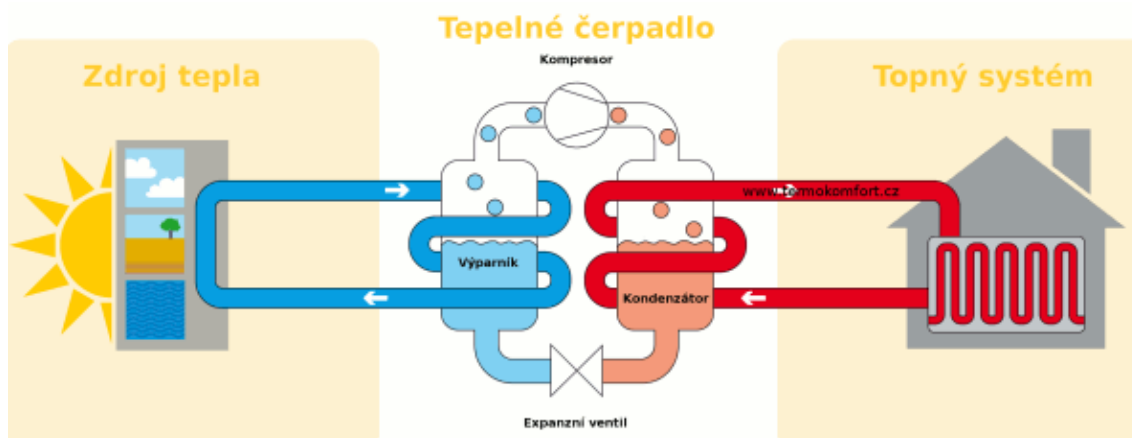 Tepelné čerpadlo
Zdroj tepla
Kompresor
Topný systém
www.termokomfort.cz
Výparník
Kondenzátor
Expanzní ventil